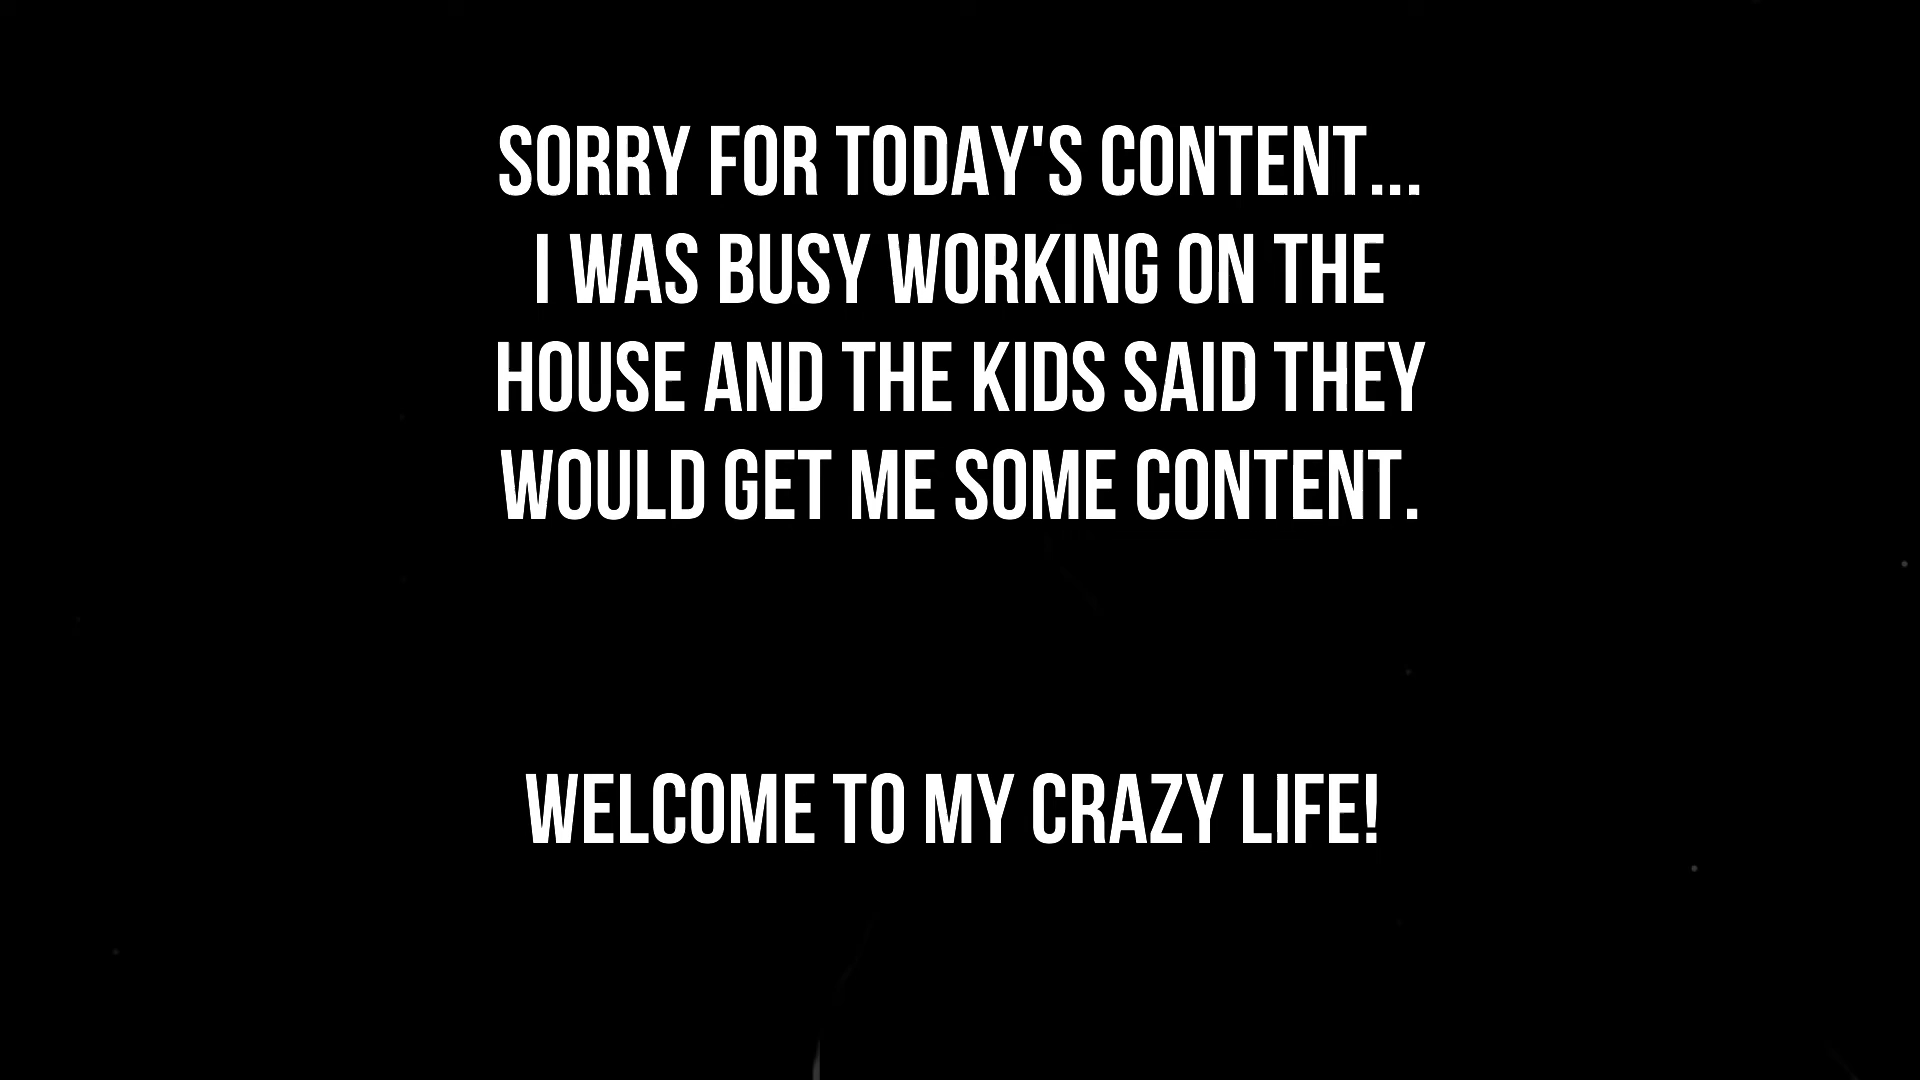 SORRY FOR TODAY'S CONTENT...
I WAS BUSY WORKING ON THE
HOUSE AND THE KIDS SAID THEY
WOULD GET ME SOME CONTENT.
WELCOME TO MY CRAZY LIFE!